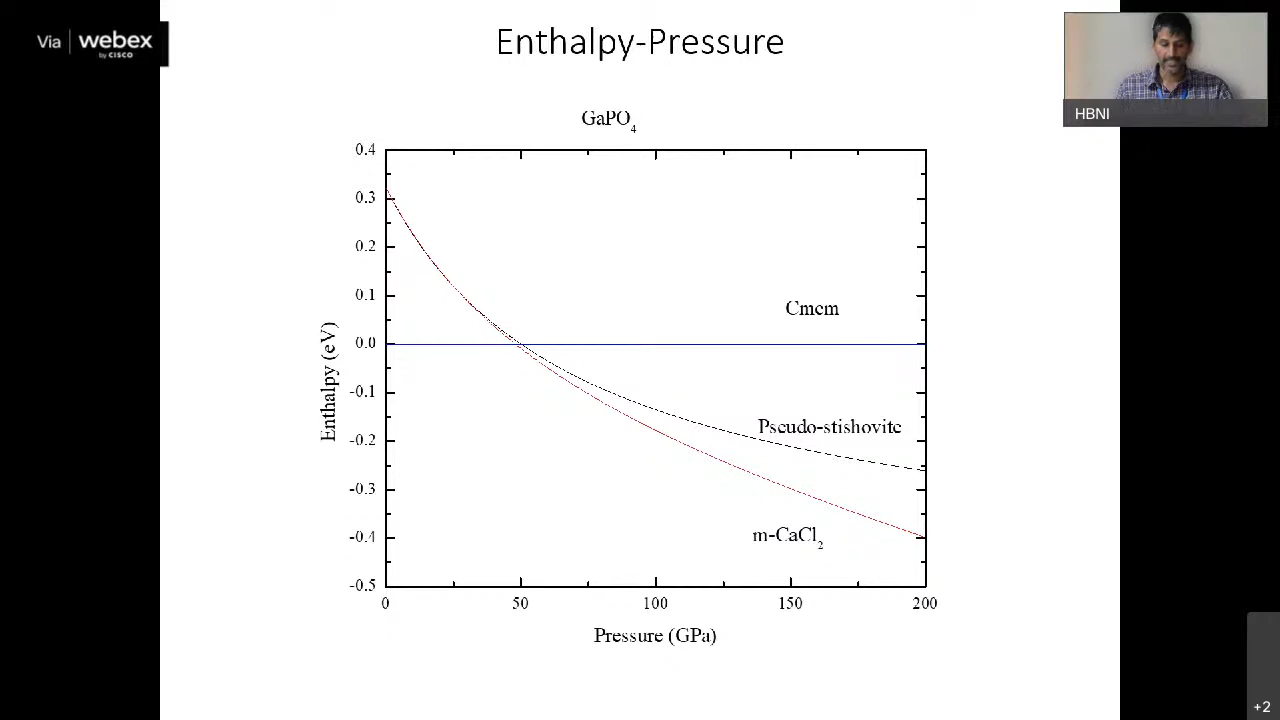 Via webex
by CISCO
Enthalpy-Pressure
HBNI
GaPO4
0.4
0.3
0.2
0.1
0.0
-0.1
-0.2
-0.3
-0.4
-0.5
Enthalpy (eV)
Cmcm
Pseudo-stishovite
m-CaCl2
0 50 100 150 200
Pressure (GPa)
+2